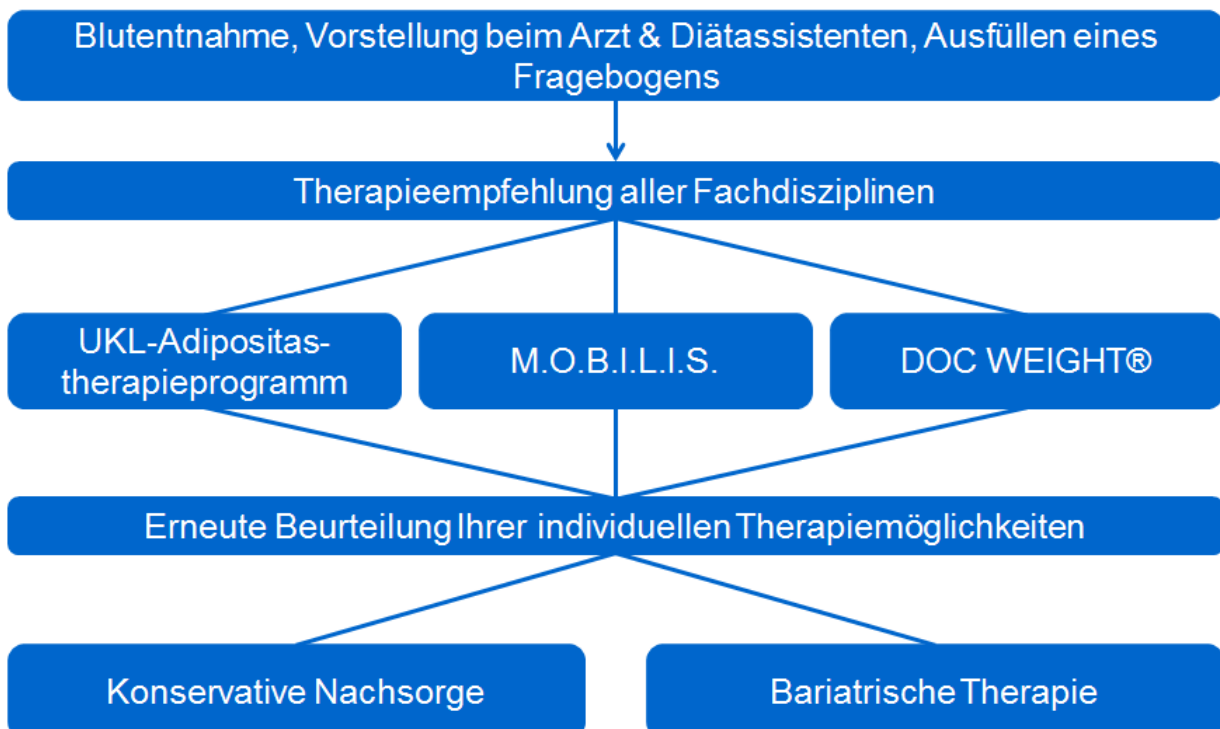 Blutentnahme, Vorstellung beim Arzt & Diätassistenten, Ausfüllen eines
Fragebogens
Therapieempfehlung aller Fachdisziplinen
UKL-Adipositas-
therapieprogramm
M.O.B.I.L.I.S.
DOC WEIGHT®
Erneute Beurteilung Ihrer individuellen Therapiemöglichkeiten
Konservative Nachsorge
Bariatrische Therapie